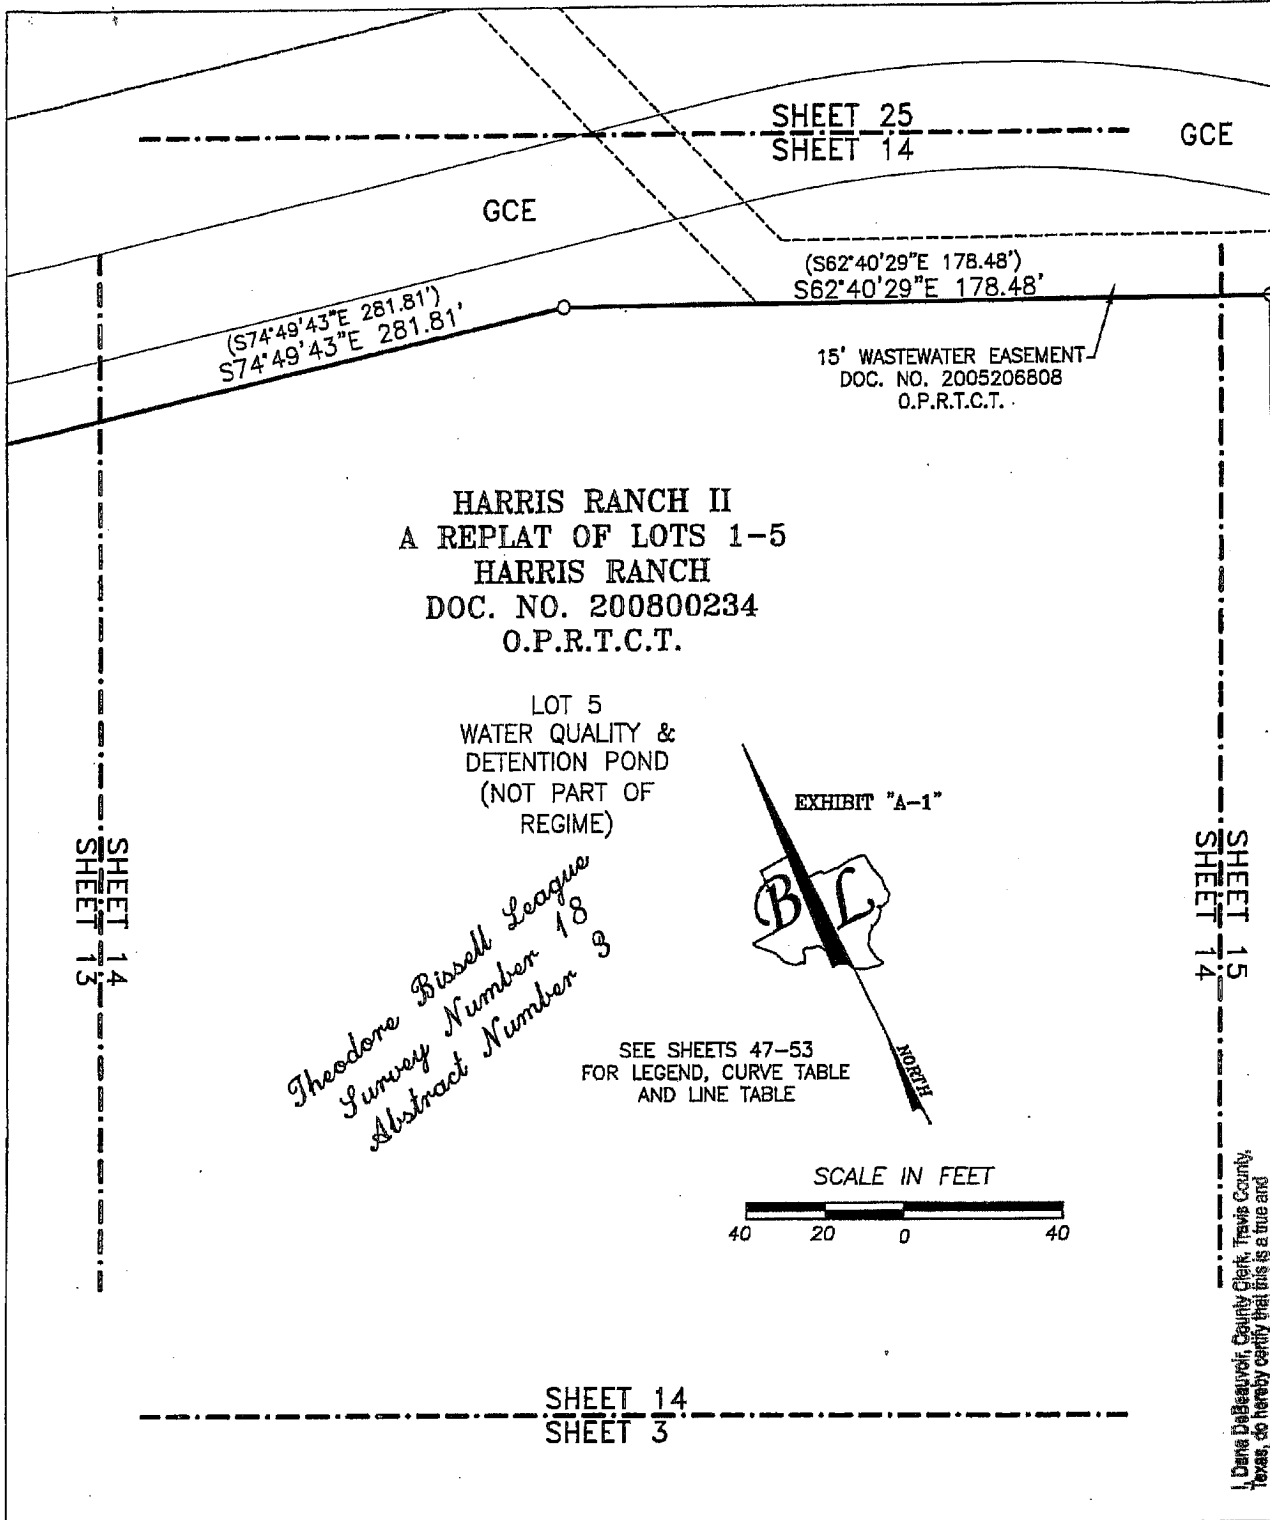 SHEET 25
SHEET 14
GCE
GCE
(S62°40'29"E 178.48')
S62°40'29"E 178.48'
(S74°49'43"E 281.81')
S74°49'43"E 281.81'
15' WASTEWATER EASEMENT
DOC. NO. 2005206808
O.P.R.T.C.T.
HARRIS RANCH II
A REPLAT OF LOTS 1-5
HARRIS RANCH
DOC. NO. 200800234
O.P.R.T.C.T.
LOT 5
WATER QUALITY &
DETENTION POND
(NOT PART OF
REGIME)
EXHIBIT "A-1"
B L
NORTH
SHEET 14
SHEET 13
SHEET 15
SHEET 14
Theodore Bissell League
Survey Number 18
Abstract Number 3
SEE SHEETS 47-53
FOR LEGEND, CURVE TABLE
AND LINE TABLE
SCALE IN FEET
40 20 0 40
SHEET 14
SHEET 3
I, Dana DeBeauvoir, County Clerk, Travis County,
Texas, do hereby certify that this is a true and